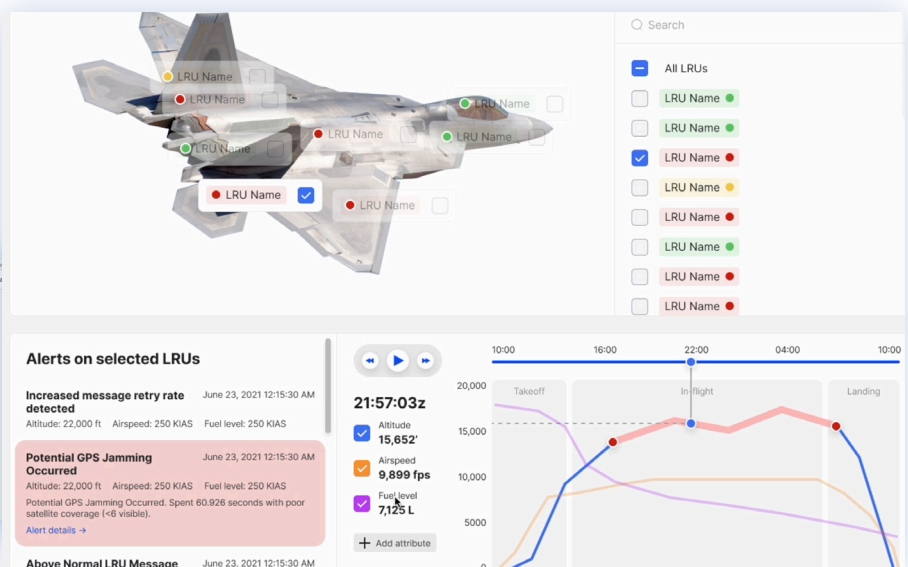 LRU Name
LRU Name
LRU Name
LRU Name
LRU Name
LRU Name
LRU Name
LRU Name
Search
All LRUs
LRU Name
LRU Name
LRU Name
LRU Name
LRU Name
LRU Name
LRU Name
LRU Name
Alerts on selected LRUs
Increased message retry rate detected
June 23, 2021 12:15:30 AM
Altitude: 22,000 ft Airspeed: 250 KIAS Fuel level: 250 KIAS
Potential GPS Jamming Occurred
June 23, 2021 12:15:30 AM
Altitude: 22,000 ft Airspeed: 250 KIAS Fuel level: 250 KIAS
Potential GPS Jamming Occurred. Spent 60.926 seconds with poor
satellite coverage (<6 visible).
Alert details →
Above Normal LRU Message
June 23, 2021 12:15:30 AM
21:57:03z
Altitude
15,652'
Airspeed
9,899 fps
Fuel level
7,125 L
+ Add attribute
10:00 16:00 22:00 04:00 10:00
Takeoff In-flight Landing
20,000
15,000
10,000
5000
0